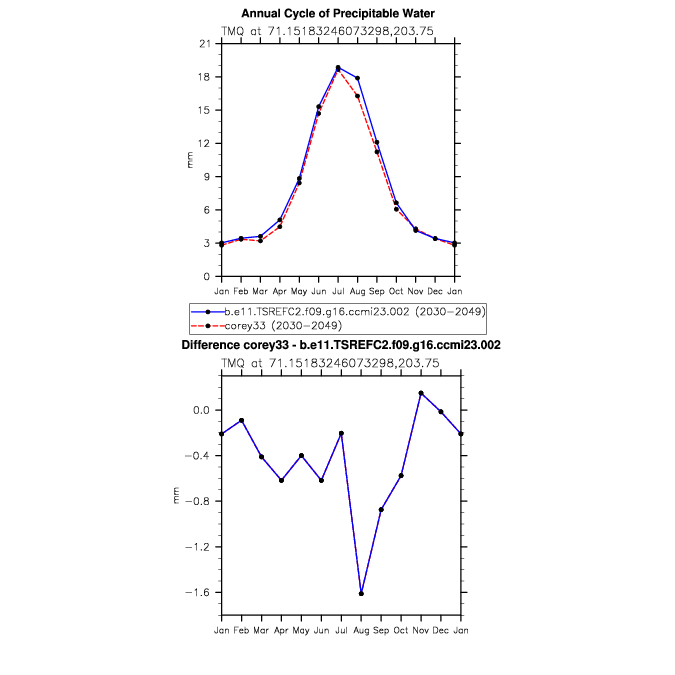 Annual Cycle of Precipitable Water
TMQ at 71.15183246073298,203.75
21
18
15
12
9
6
3
0
mm
Jan Feb Mar Apr May Jun Jul Aug Sep Oct Nov Dec Jan
b.e11.TSREFC2.f09.g16.ccmi23.002 (2030-2049)
corey33 (2030-2049)
Difference corey33 - b.e11.TSREFC2.f09.g16.ccmi23.002
TMQ at 71.15183246073298,203.75
0.0
-0.4
-0.8
-1.2
-1.6
mm
Jan Feb Mar Apr May Jun Jul Aug Sep Oct Nov Dec Jan